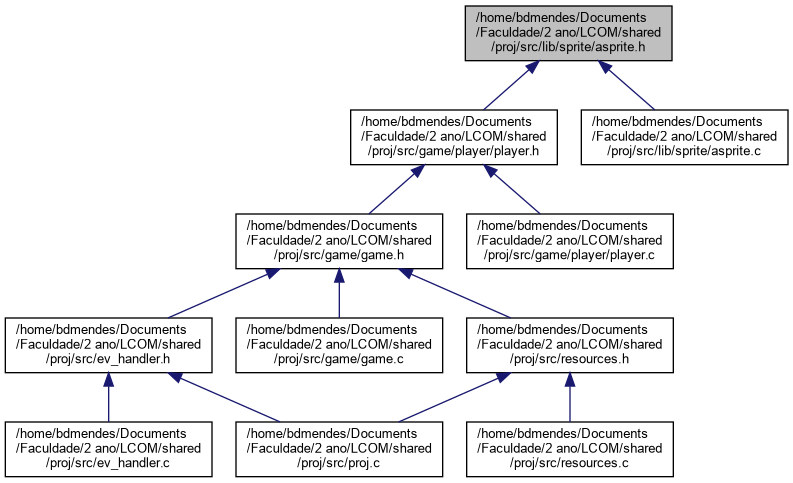 /home/bdmendes/Documents
/Faculdade/2 ano/LCOM/shared
/proj/src/lib/sprite/asprite.h
/home/bdmendes/Documents
/Faculdade/2 ano/LCOM/shared
/proj/src/game/player/player.h
/home/bdmendes/Documents
/Faculdade/2 ano/LCOM/shared
/proj/src/lib/sprite/asprite.c
/home/bdmendes/Documents
/Faculdade/2 ano/LCOM/shared
/proj/src/game/game.h
/home/bdmendes/Documents
/Faculdade/2 ano/LCOM/shared
/proj/src/game/player/player.c
/home/bdmendes/Documents
/Faculdade/2 ano/LCOM/shared
/proj/src/ev_handler.h
/home/bdmendes/Documents
/Faculdade/2 ano/LCOM/shared
/proj/src/game/game.c
/home/bdmendes/Documents
/Faculdade/2 ano/LCOM/shared
/proj/src/resources.h
/home/bdmendes/Documents
/Faculdade/2 ano/LCOM/shared
/proj/src/ev_handler.c
/home/bdmendes/Documents
/Faculdade/2 ano/LCOM/shared
/proj/src/proj.c
/home/bdmendes/Documents
/Faculdade/2 ano/LCOM/shared
/proj/src/resources.c